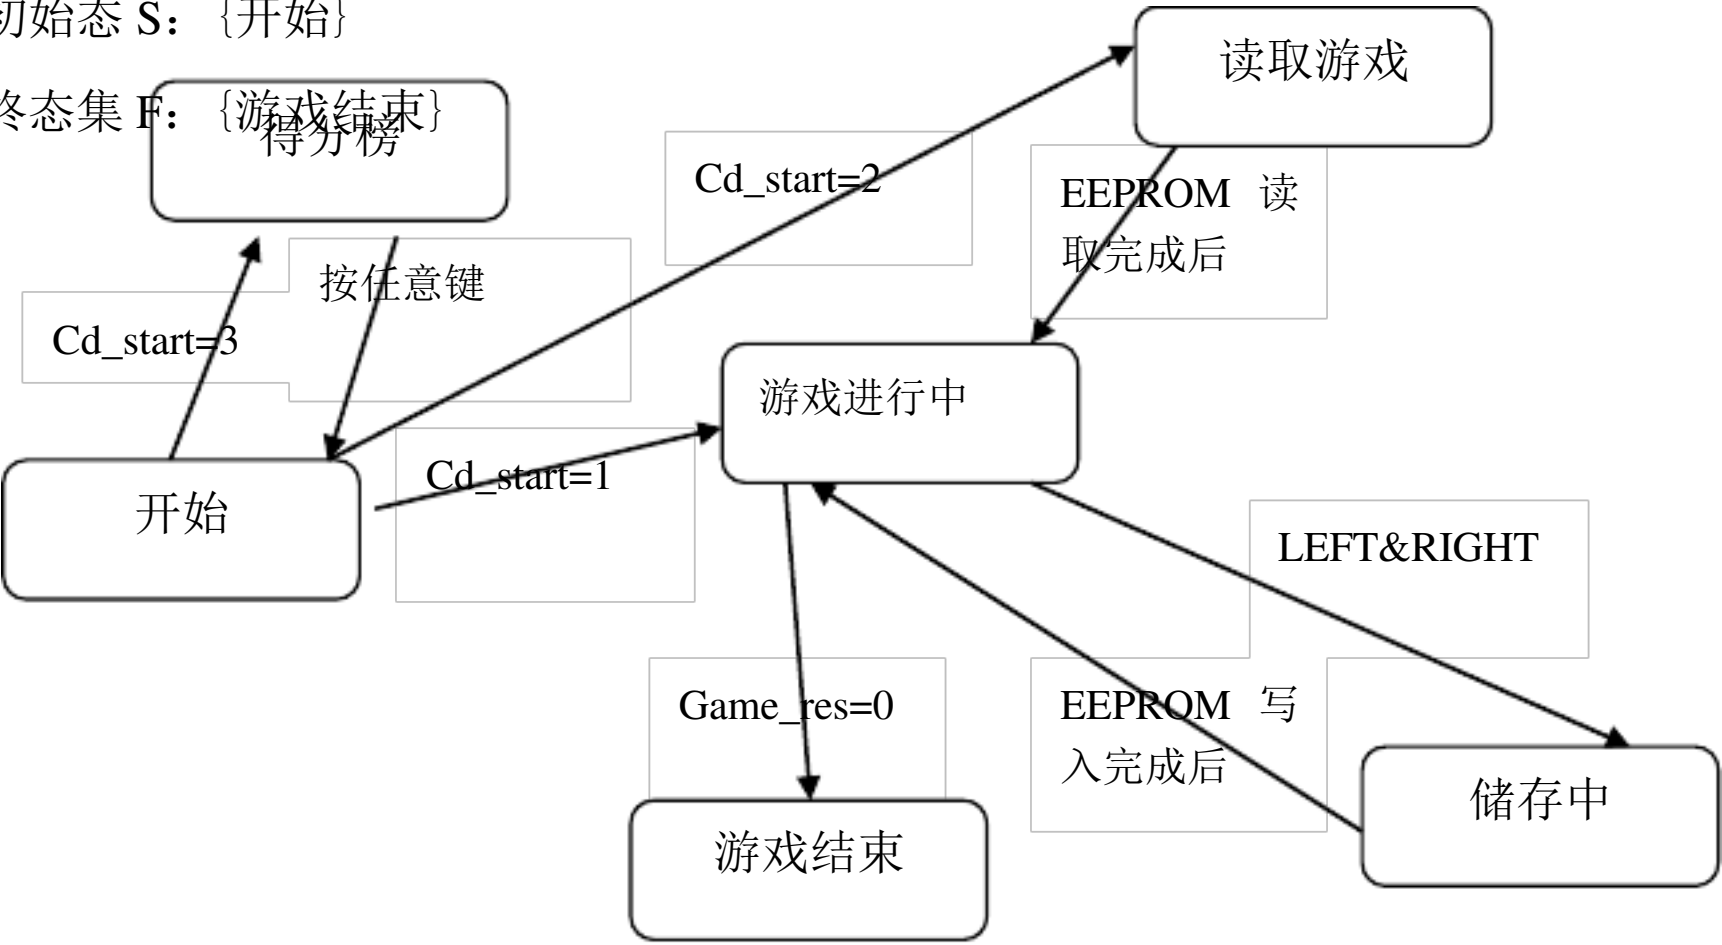 初始态 S：{开始}
终态集 F：{游戏结束}
得分榜
读取游戏
Cd_start=2
EEPROM 读
取完成后
按任意键
Cd_start=3
游戏进行中
Cd_start=1
开始
LEFT&RIGHT
Game_res=0
EEPROM 写
入完成后
储存中
游戏结束